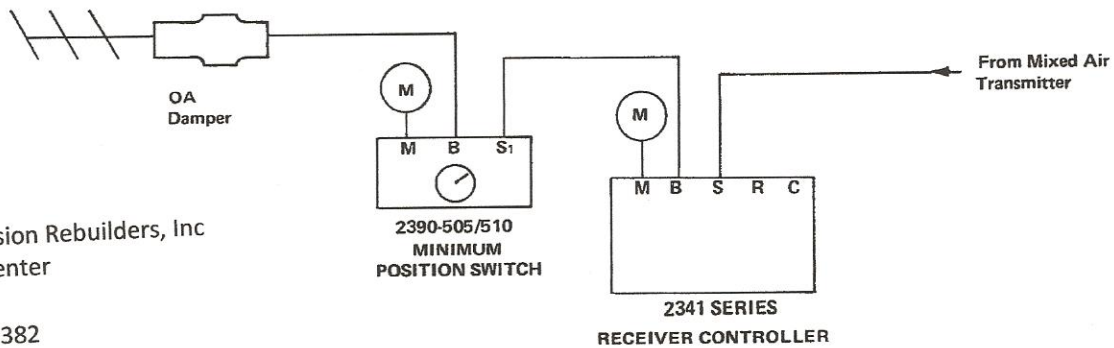 OA
Damper
M
M B S1
2390-505/510
MINIMUM
POSITION SWITCH
From Mixed Air
Transmitter
M
M B S R C
2341 SERIES
RECEIVER CONTROLLER
sion Rebuilders, Inc
enter
382